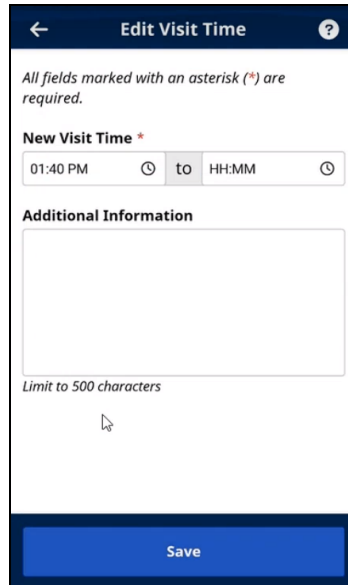 Edit Visit Time ?
All fields marked with an asterisk (*) are
required.
New Visit Time *
01:40 PM to HH:MM
Additional Information
Limit to 500 characters
Save